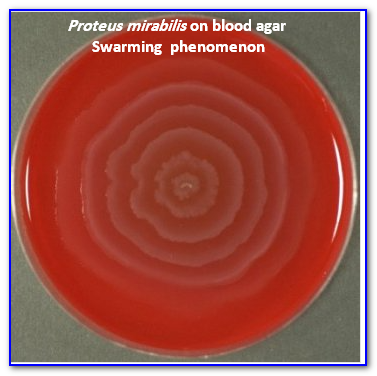 Proteus mirabilis on blood agar
Swarming phenomenon